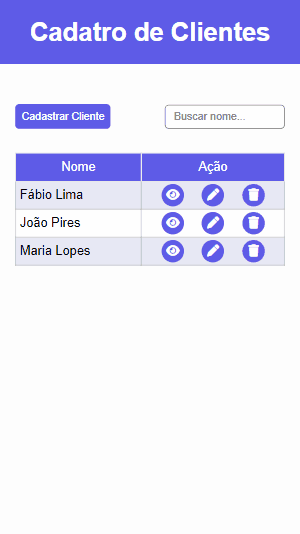 Cadatro de Clientes
Cadastrar Cliente
Buscar nome...
Nome Ação
Fábio Lima
João Pires
Maria Lopes